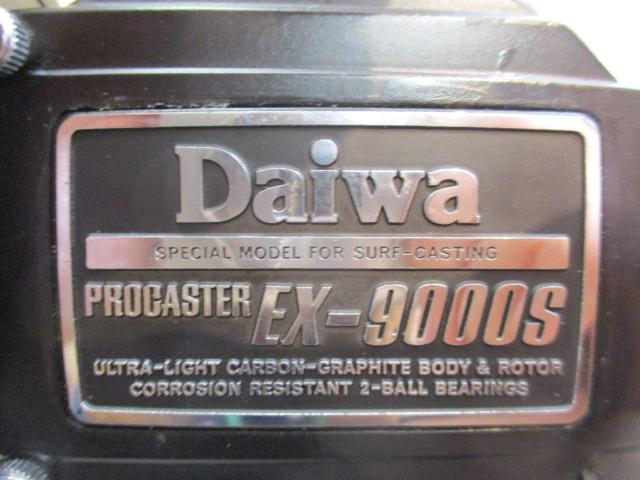 Daiwa
SPECIAL MODEL FOR SURF-CASTING
PROCASTER EX-9000S
ULTRA-LIGHT CARBON-GRAPHITE BODY & ROTOR
CORROSION RESISTANT 2-BALL BEARINGS